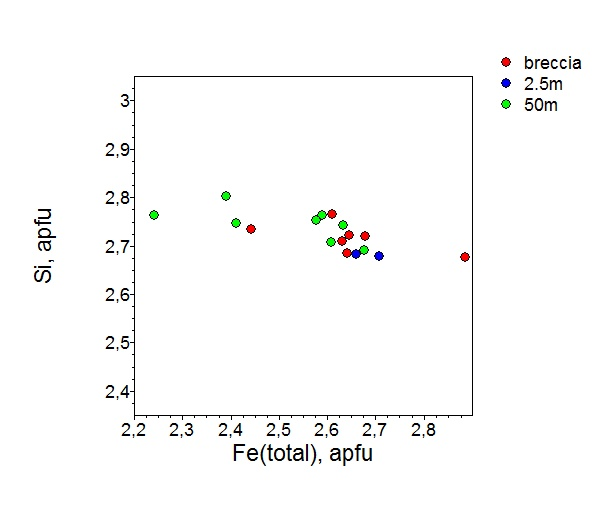 breccia
2.5m
50m
3
2,9
2,8
2,7
2,6
2,5
2,4
Si, apfu
2,2 2,3 2,4 2,5 2,6 2,7 2,8
Fe(total), apfu